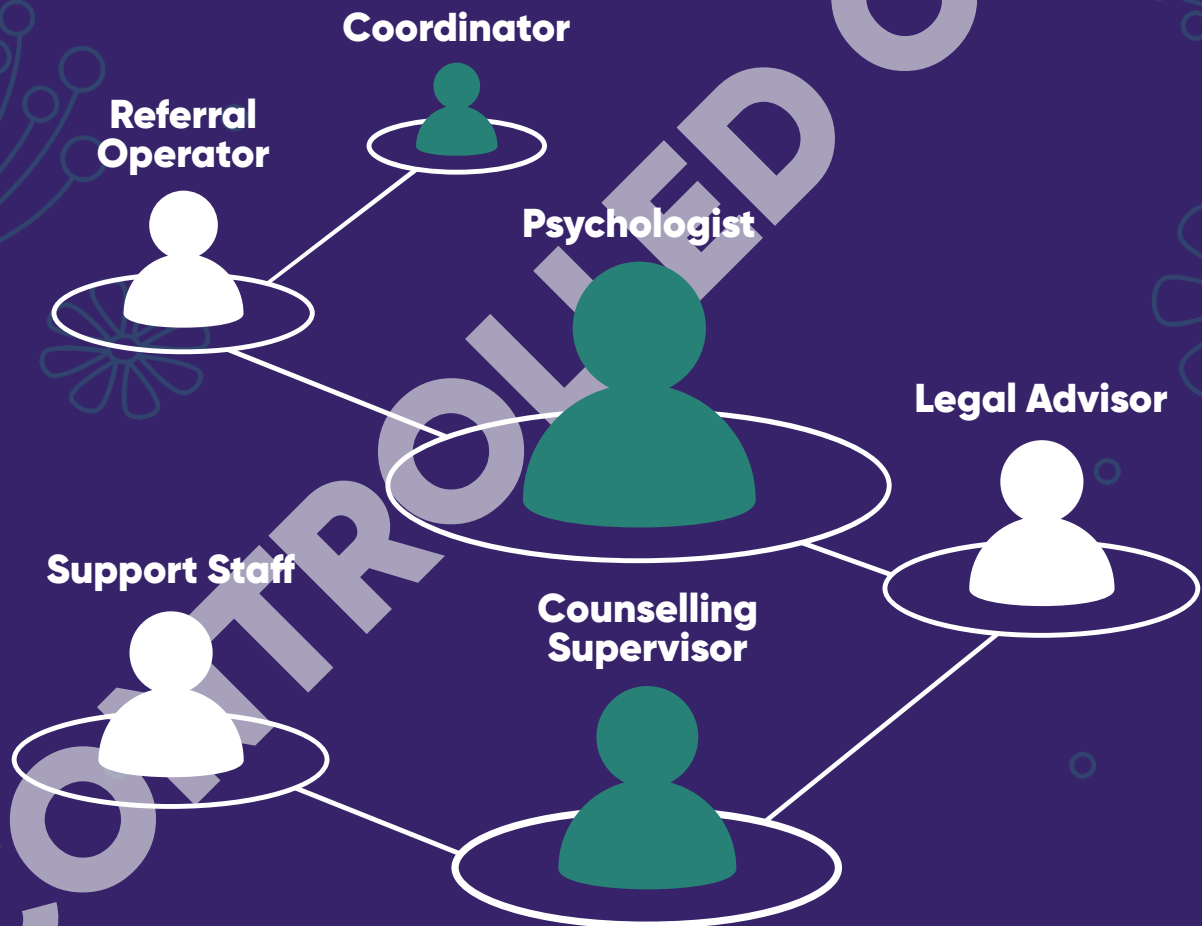 Coordinator
Referral
Operator
Psychologist
Legal Advisor
Support Staff
Counselling
Supervisor